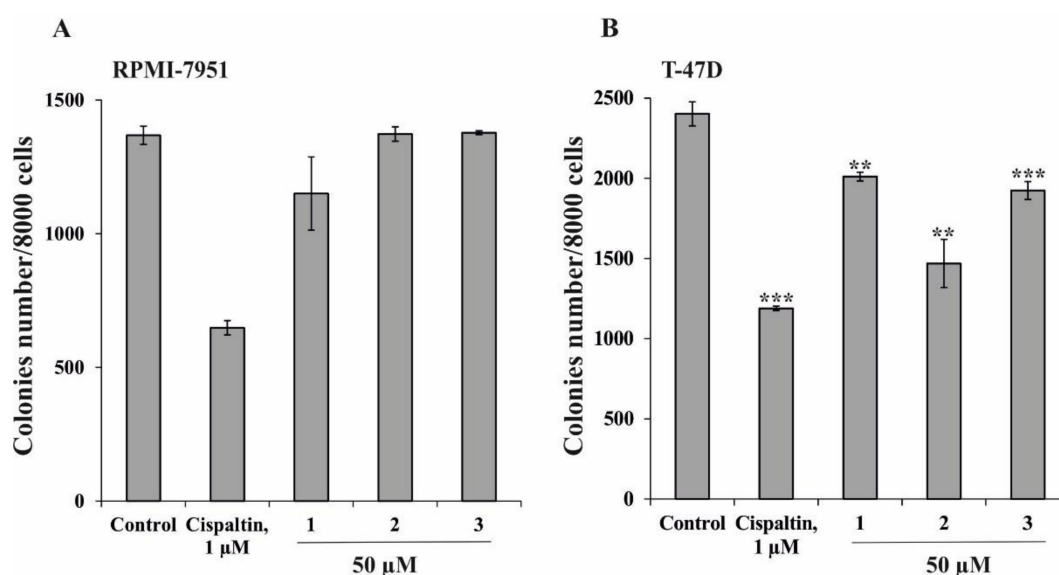 A
RPMI-7951
Colonies number/8000 cells
1500
1000
500
0
Control
Cispaltin,
1 µM
1
2
3
50 µM
B
T-47D
Colonies number/8000 cells
2500
2000
1500
1000
500
0
***
**
**
***
Control
Cispaltin,
1 µM
1
2
3
50 µM